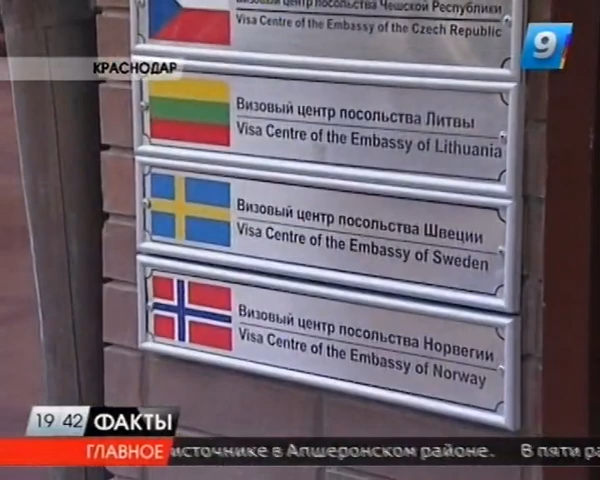 Визовый центр посольства Чешской Республики
Visa Centre of the Embassy of the Czech Republic
9
КРАСНОДАР
Визовый центр посольства Литвы
Visa Centre of the Embassy of Lithuania
Визовый центр посольства Швеции
Visa Centre of the Embassy of Sweden
Визовый центр посольства Норвегии
Visa Centre of the Embassy of Norway
19 42 ФАКТЫ
ГЛАВНОЕ источнике в Апшеронском районе. В пяти ра